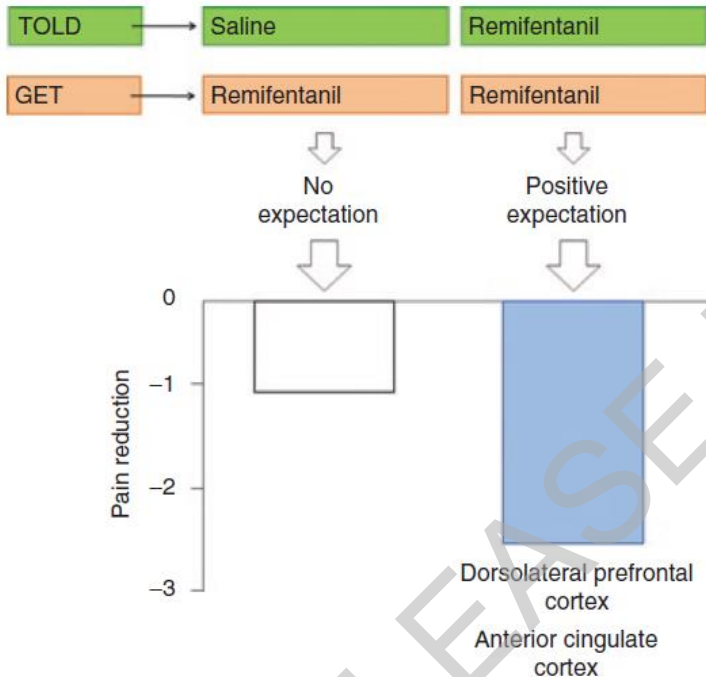 TOLD
Saline
Remifentanil
GET
Remifentanil
Remifentanil
No
expectation
Positive
expectation
0
–1
–2
–3
Pain reduction
Dorsolateral prefrontal
cortex
Anterior cingulate
cortex
LEASE